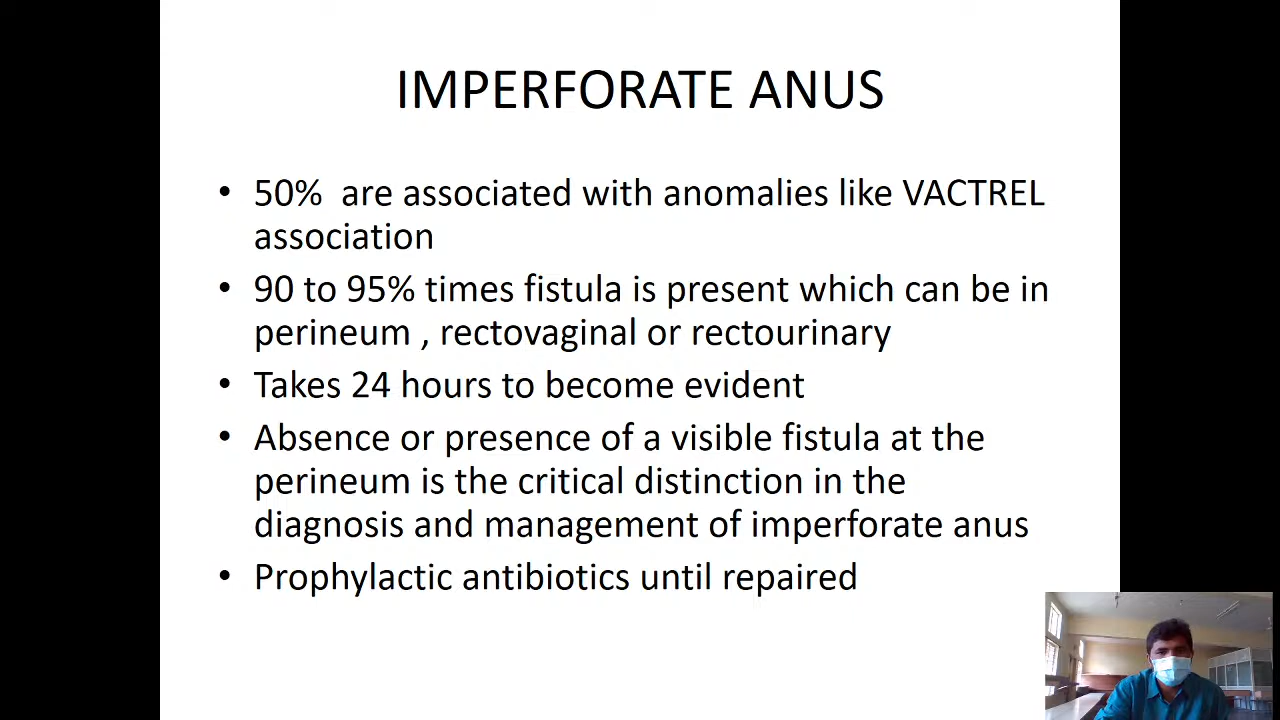 IMPERFORATE ANUS
• 50%  are associated with anomalies like VACTREL
association
• 90 to 95% times fistula is present which can be in
perineum , rectovaginal or rectourinary
• Takes 24 hours to become evident
• Absence or presence of a visible fistula at the
perineum is the critical distinction in the
diagnosis and management of imperforate anus
• Prophylactic antibiotics until repaired